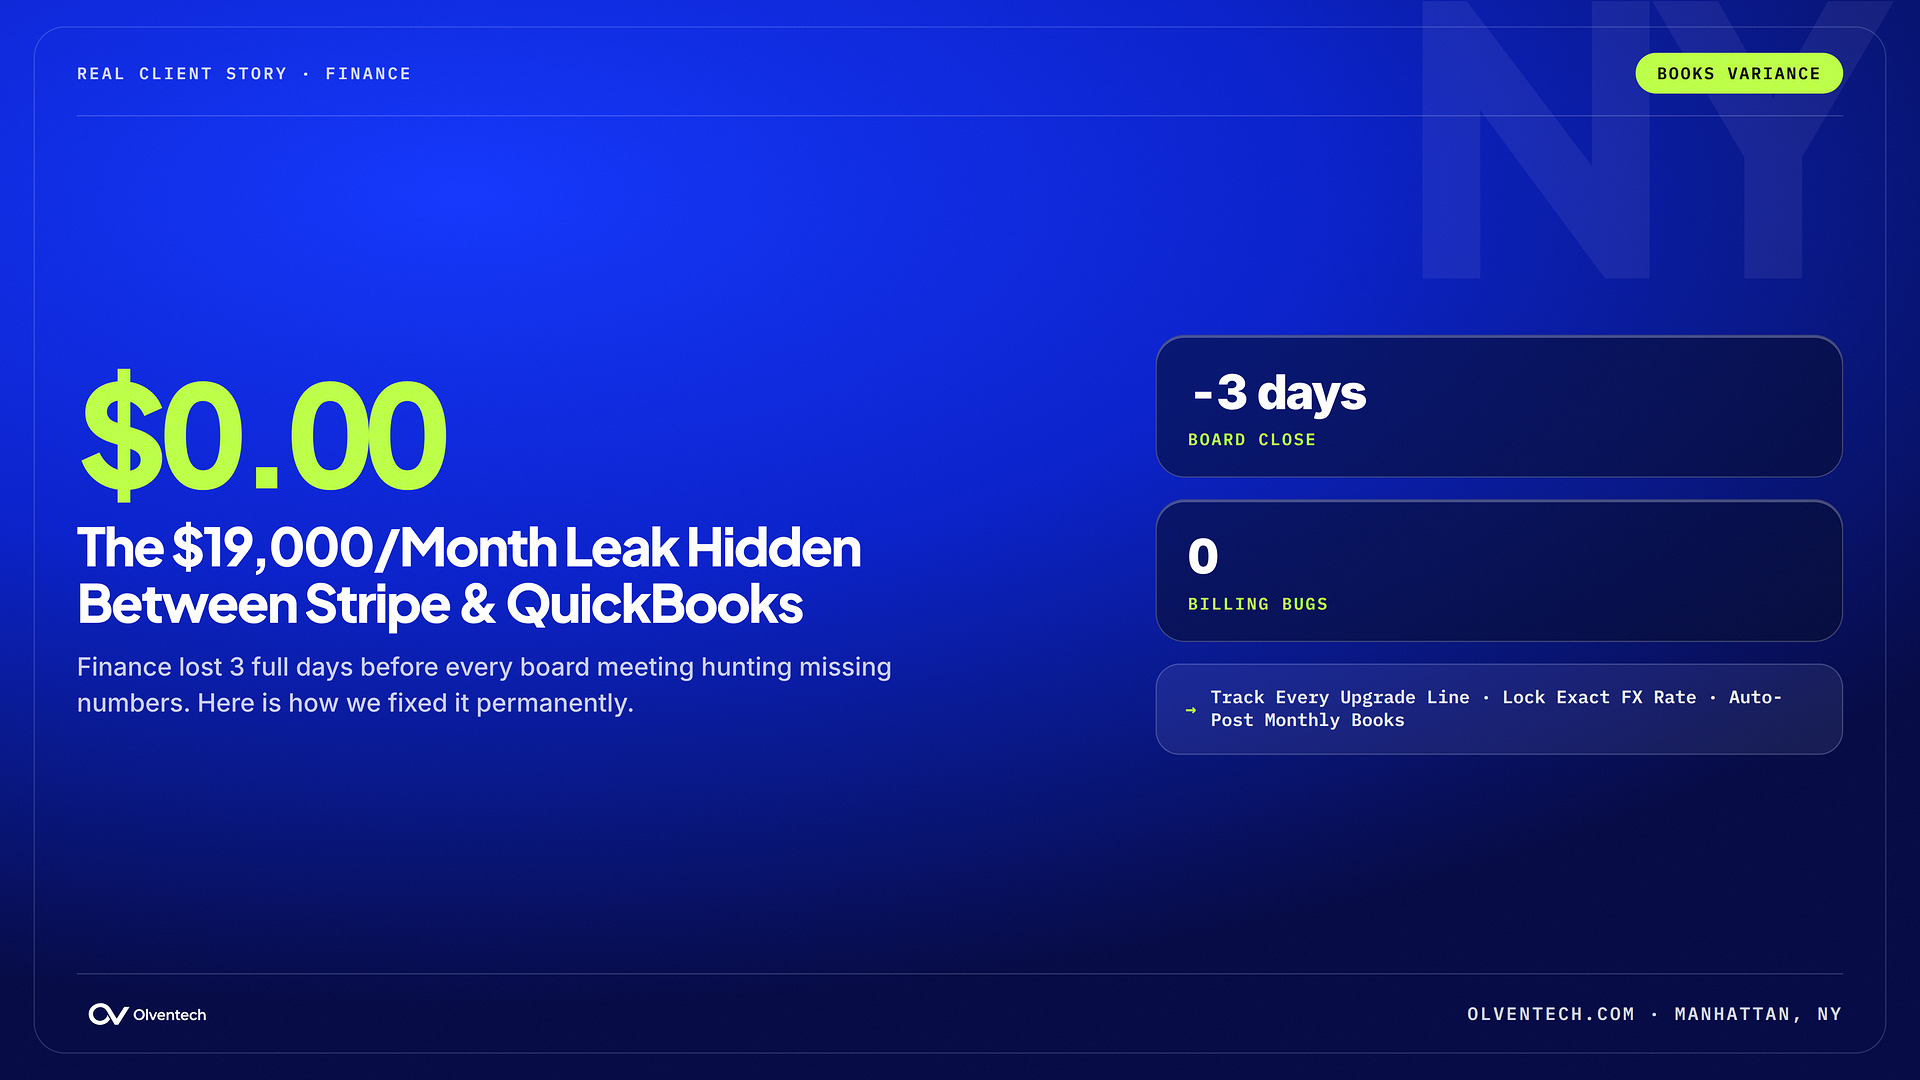 REAL CLIENT STORY · FINANCE
BOOKS VARIANCE
NY
$0.00
The $19,000/Month Leak Hidden
Between Stripe & QuickBooks
Finance lost 3 full days before every board meeting hunting missing
numbers. Here is how we fixed it permanently.
-3 days
BOARD CLOSE
0
BILLING BUGS
→ Track Every Upgrade Line · Lock Exact FX Rate · Auto-
Post Monthly Books
Olventech
OLVENTECH.COM · MANHATTAN, NY